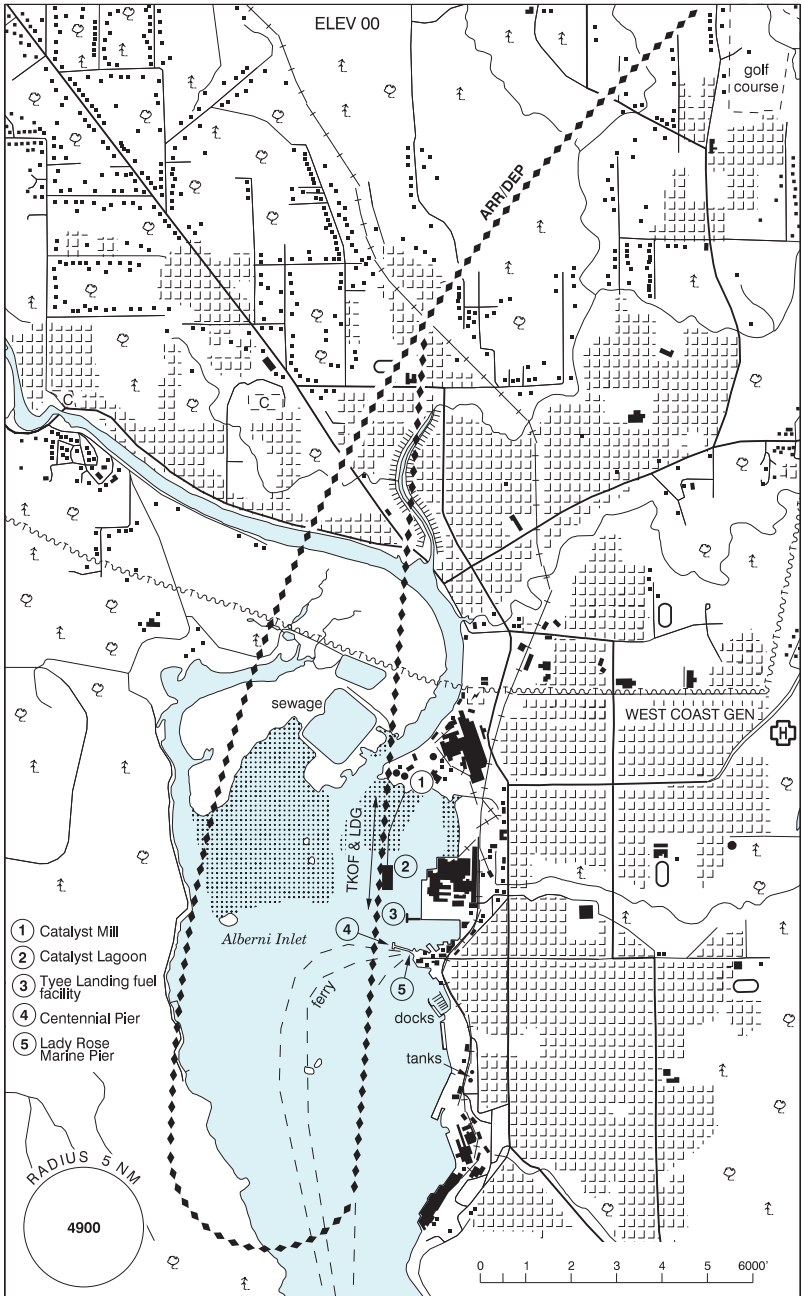 ELEV 00
golf
course
ARR/DEP
C
C
sewage
WEST COAST GEN
H
1
TKOF & LDG
2
3
4
Alberni Inlet
5
ferry
docks
tanks
1 Catalyst Mill
2 Catalyst Lagoon
3 Tyee Landing fuel
facility
4 Centennial Pier
5 Lady Rose
Marine Pier
RADIUS 5 NM
4900
0 1 2 3 4 5 6000'